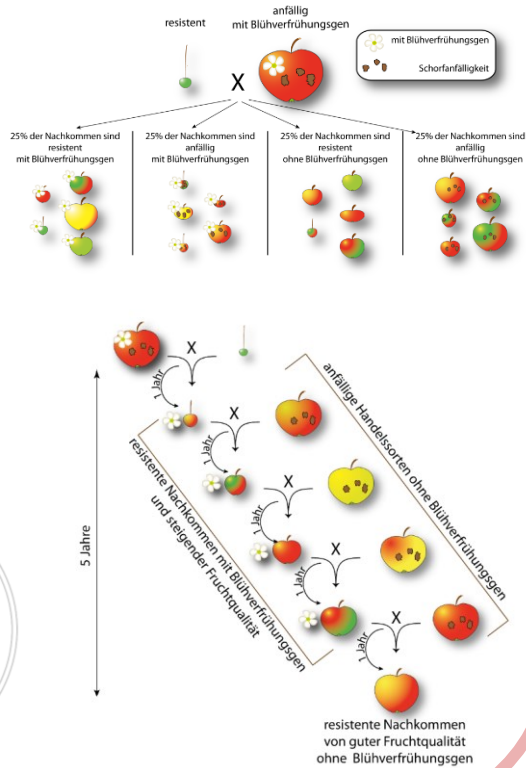 resistent
anfällig
mit Blühverfrühungsgen
mit Blühverfrühungsgen
Schorfanfälligkeit
X
25% der Nachkommen sind
resistent
mit Blühverfrühungsgen
25% der Nachkommen sind
anfällig
mit Blühverfrühungsgen
25% der Nachkommen sind
resistent
ohne Blühverfrühungsgen
25% der Nachkommen sind
anfällig
ohne Blühverfrühungsgen
X
1 Jahr
X
1 Jahr
X
1 Jahr
X
1 Jahr
X
1 Jahr
5 Jahre
anfällige Handelssorten ohne Blühverfrühungsgen
resistente Nachkommen mit Blühverfrühungsgen
und steigender Fruchtqualität
resistente Nachkommen
von guter Fruchtqualität
ohne Blühverfrühungsgen